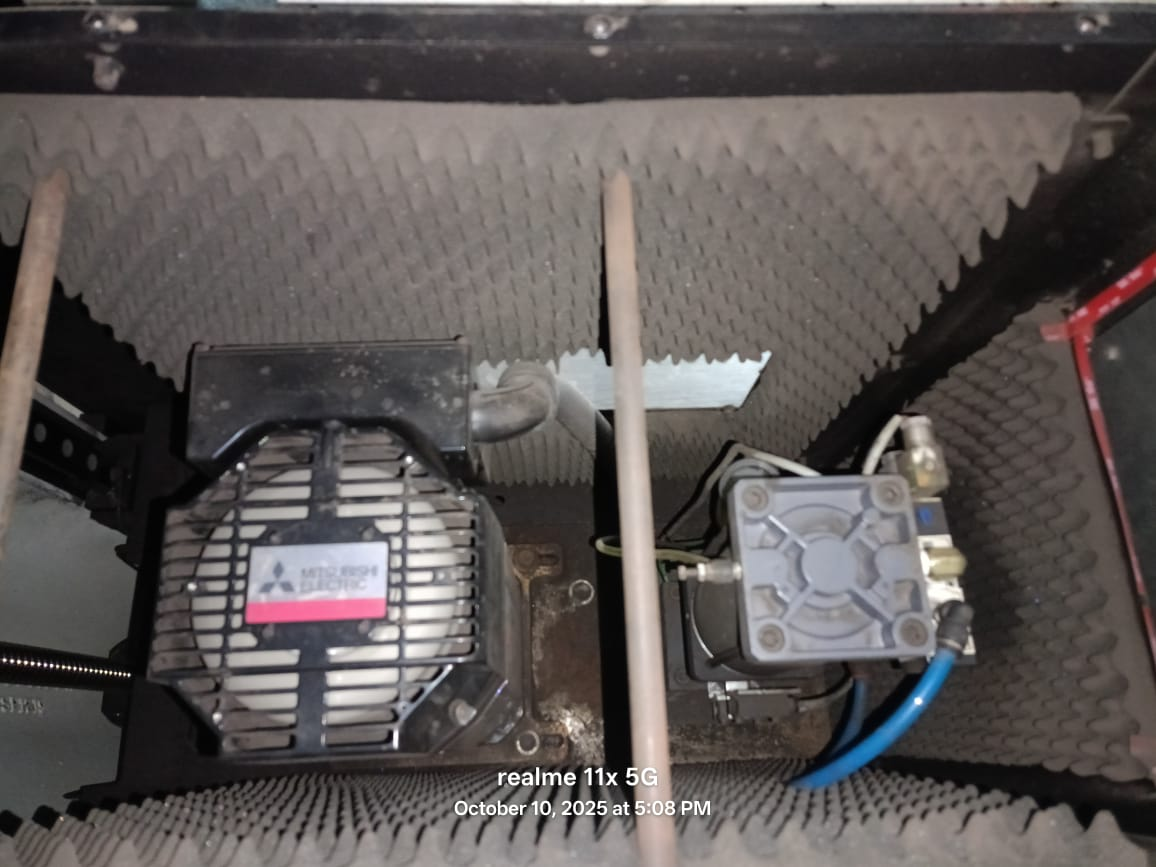 MITSUBISHI
ELECTRIC
realme 11x 5G
October 10, 2025 at 5:08 PM